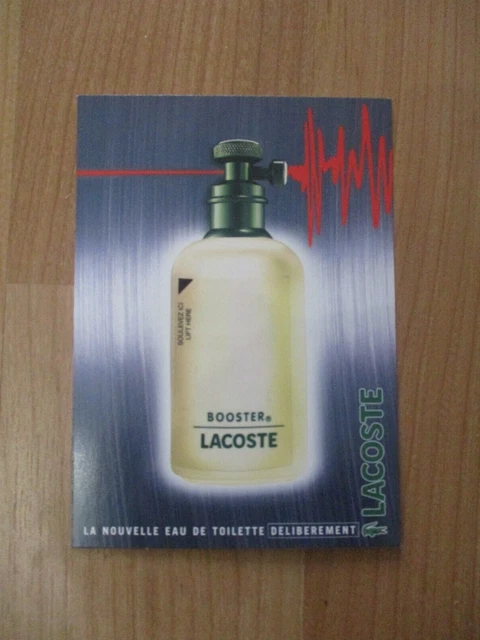 SOULEVEZ ICI
LIFT HERE
BOOSTER®
LACOSTE
LACOSTE
LA NOUVELLE EAU DE TOILETTE DELIBEREMENT